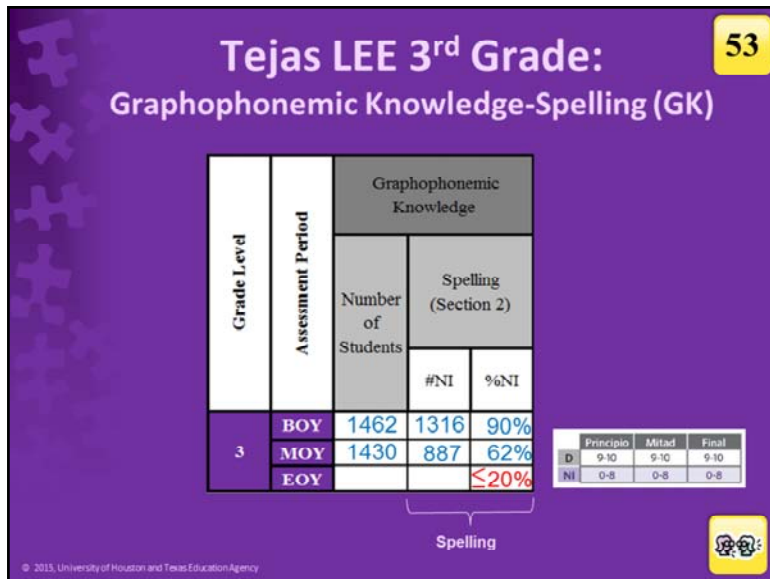 53
Tejas LEE 3rd Grade:
Graphophonemic Knowledge-Spelling (GK)
Grade Level
Assessment Period
Graphophonemic
Knowledge
Number
of
Students
Spelling
(Section 2)
#NI %NI
3
BOY 1462 1316 90%
MOY 1430 887 62%
EOY ≤20%
Spelling
Principio Mitad Final
D 9-10 9-10 9-10
NI 0-8 0-8 0-8
© 2015, University of Houston and Texas Education Agency